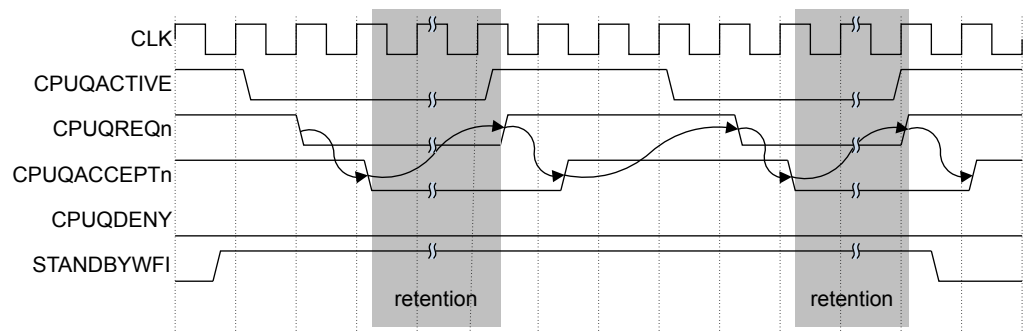 CLK
CPUQACTIVE
CPUQREQn
CPUQACCEPTn
CPUQDENY
STANDBYWFI
retention retention